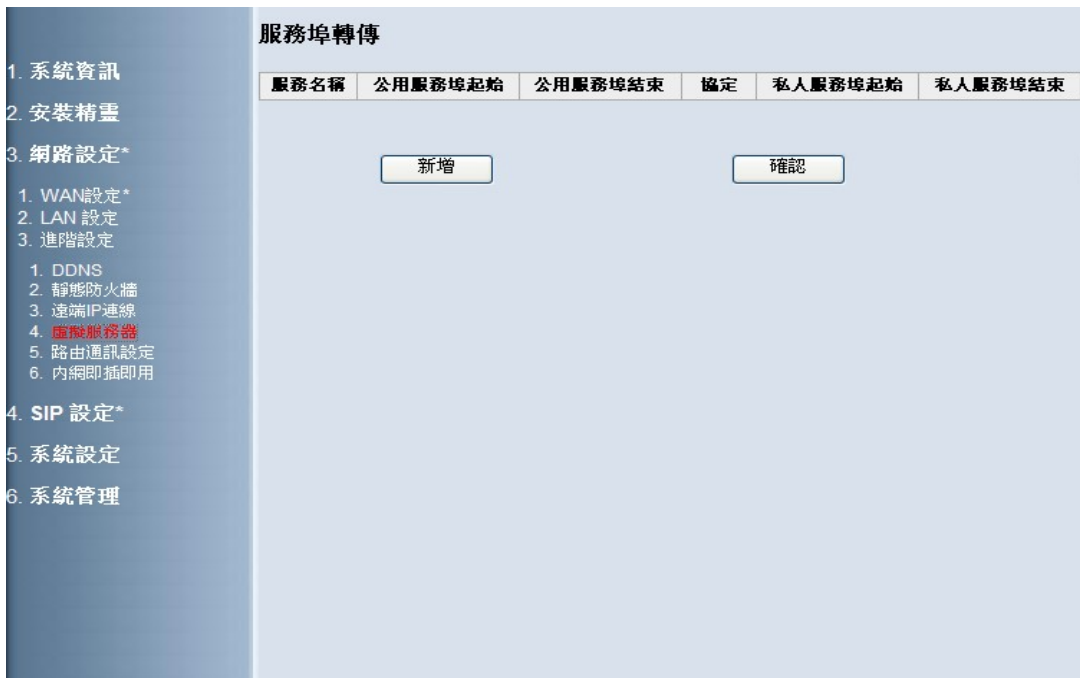 1. 系統資訊
2. 安裝精靈
3. 網路設定*
1. WAN設定*
2. LAN 設定
3. 進階設定
1. DDNS
2. 靜態防火牆
3. 遠端IP連線
4. 虛擬服務器
5. 路由通訊設定
6. 內網即插即用
4. SIP 設定*
5. 系統設定
6. 系統管理
服務埠轉傳
服務名稱 公用服務埠起始 公用服務埠結束 協定 私人服務埠起始 私人服務埠結束
新增 確認